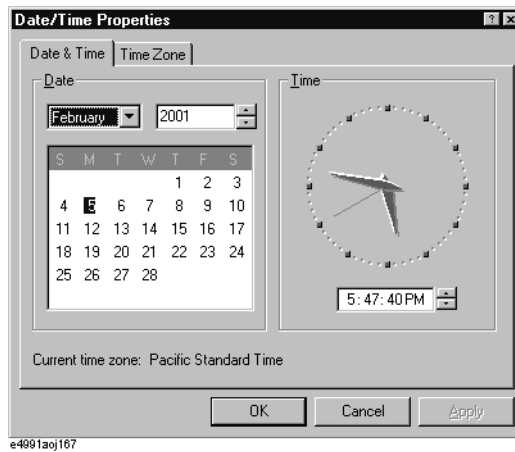 Date/Time Properties
Date & Time
Time Zone
Date
February
2001
S M T W T F S
1 2 3
4 5 6 7 8 9 10
11 12 13 14 15 16 17
18 19 20 21 22 23 24
25 26 27 28
Time
5:47:40 PM
Current time zone: Pacific Standard Time
OK
Cancel
Apply
e4991aoj167